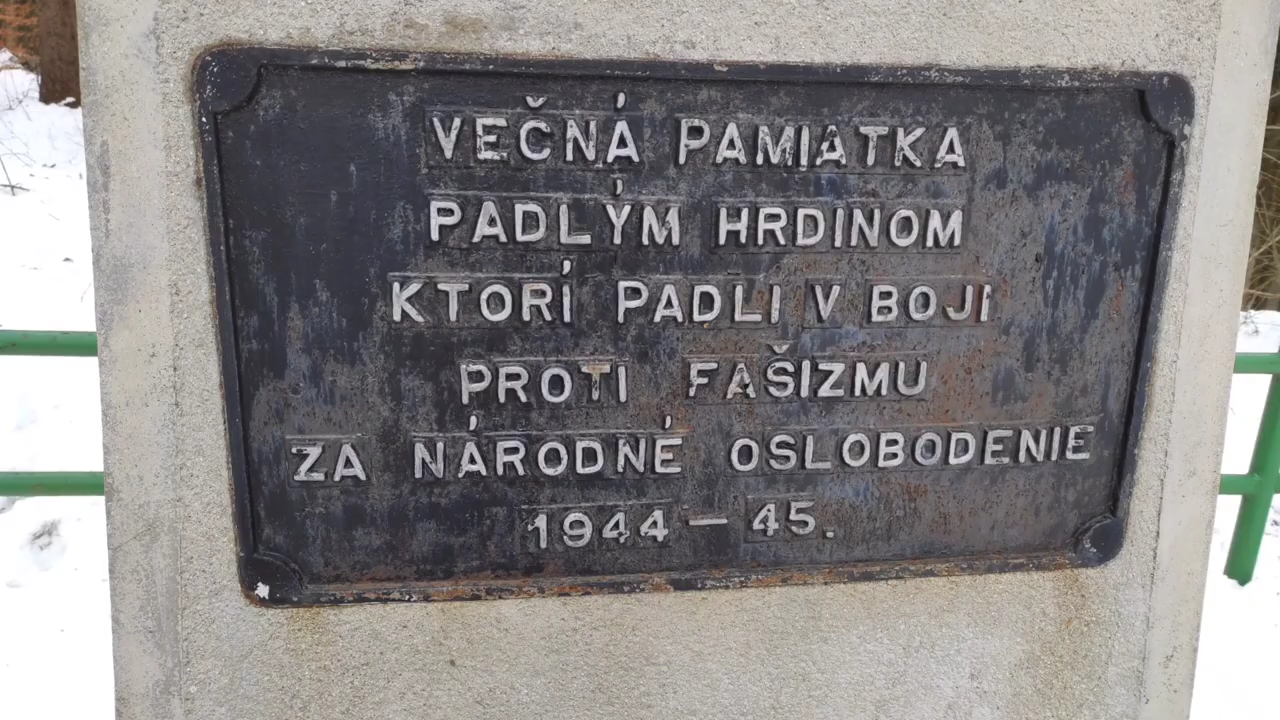 VEČNÁ PAMIATKA
PADLÝM HRDINOM
KTORÍ PADLI V BOJI
PROTI FAŠIZMU
ZA NÁRODNÉ OSLOBODENIE
1944 – 45.